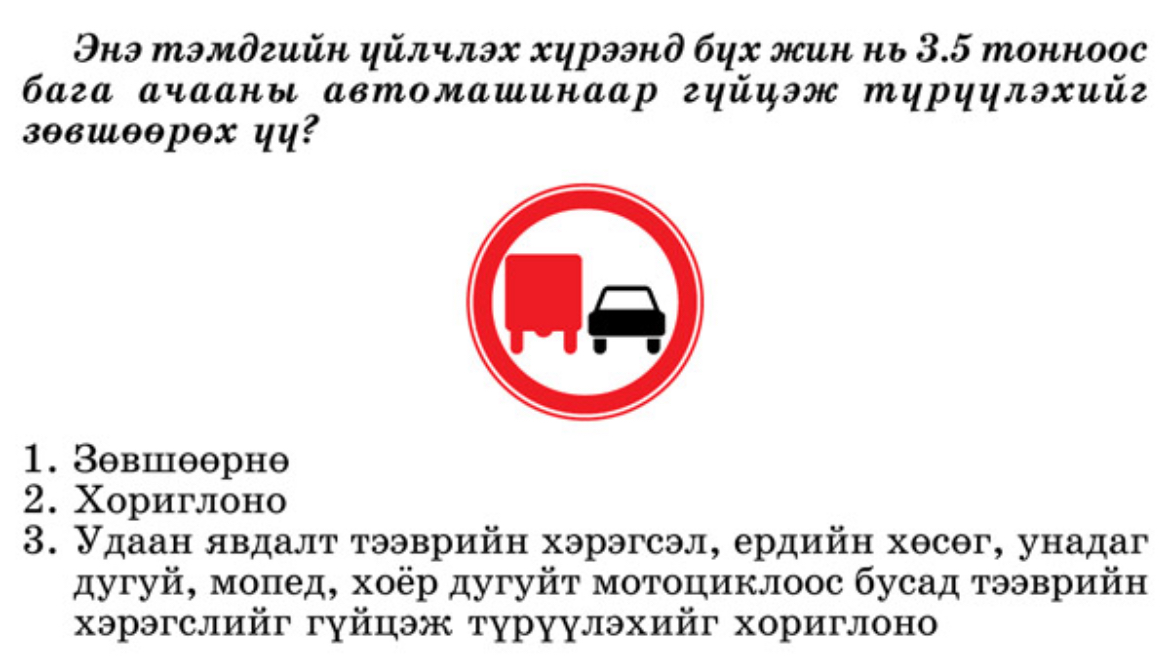 Энэ тэмдгийн үйлчлэх хүрээнд бүх жин нь 3.5 тонноос
бага ачааны автомашинаар гүйцэж түрүүлэхийг
зөвшөөрөх үү?
1. Зөвшөөрнө
2. Хориглоно
3. Удаан явдалт тээврийн хэрэгсэл, ердийн хөсөг, унадаг
дугуй, мопед, хоёр дугуйт мотоциклоос бусад тээврийн
хэрэгслийг гүйцэж түрүүлэхийг хориглоно